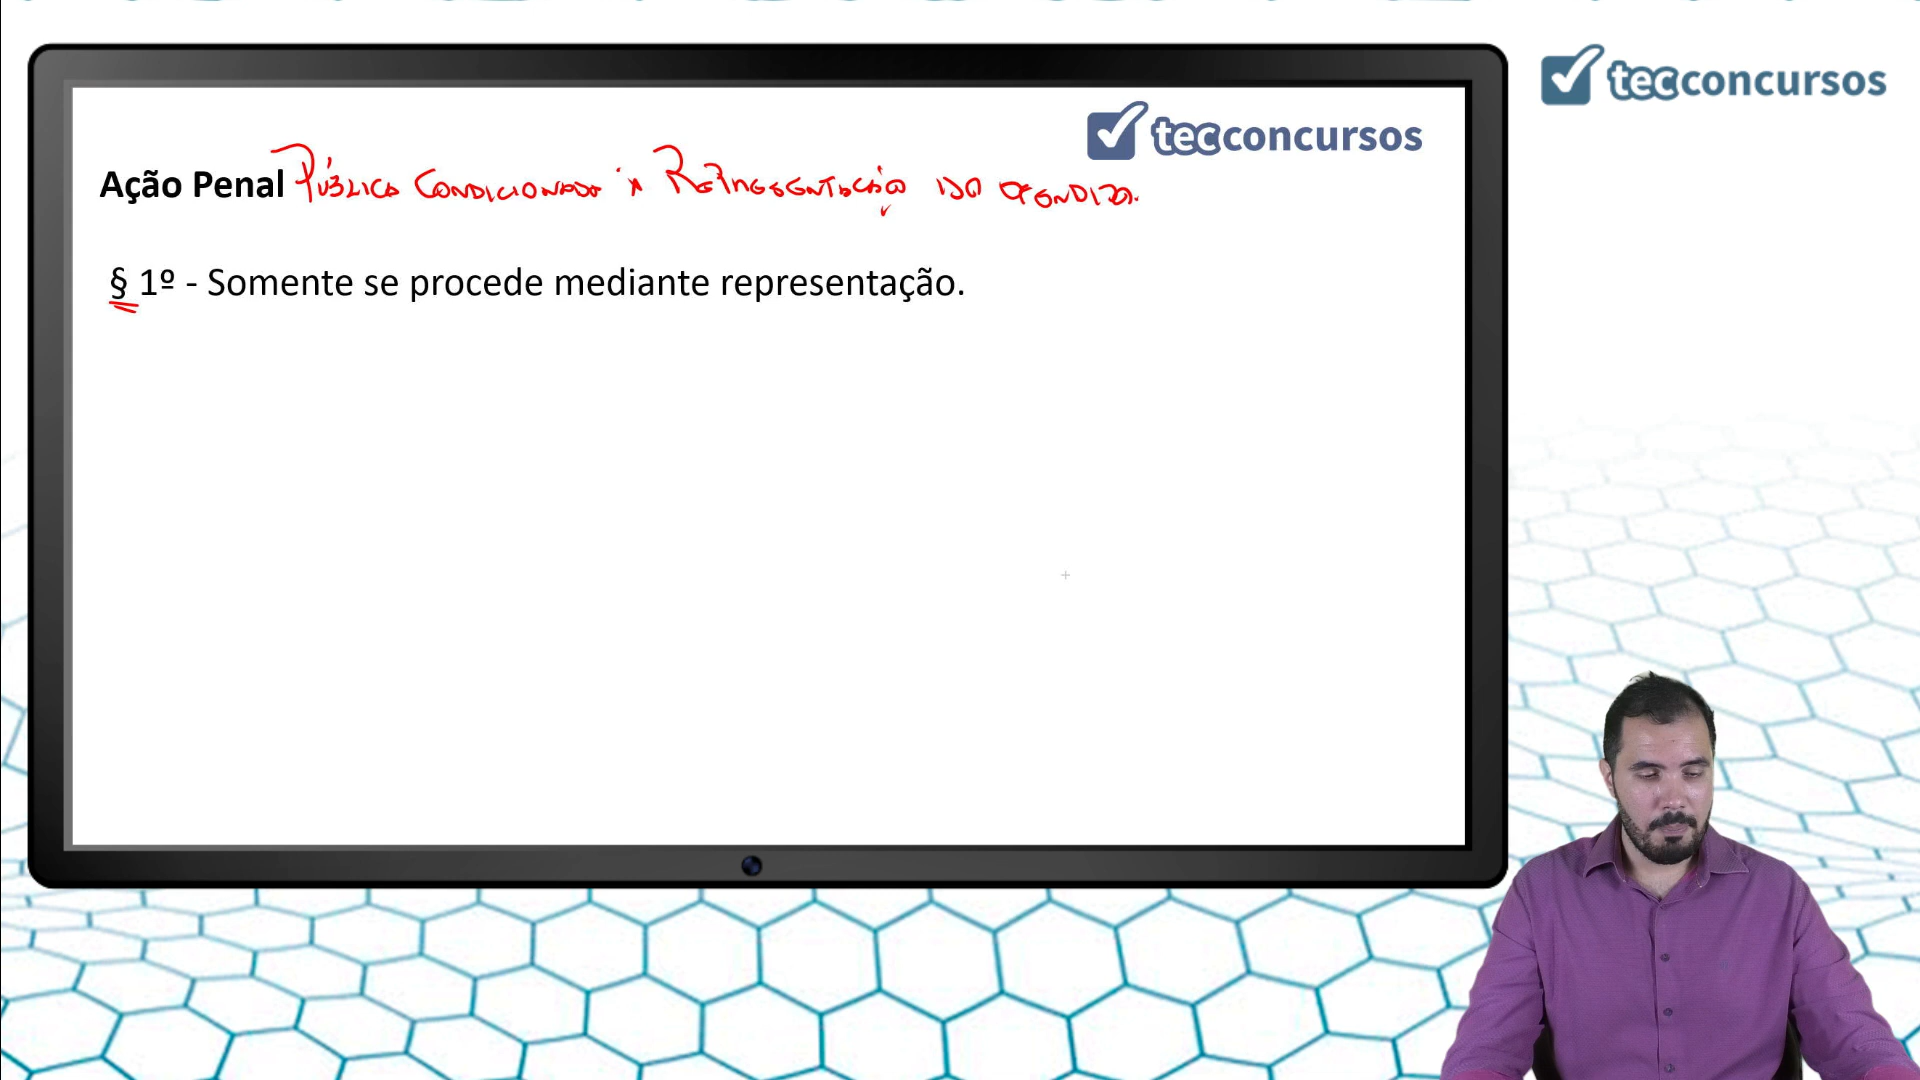 tecconcursos
tecconcursos
Ação Penal PÚBLICA CONDICIONADA À REPRESENTAÇÃO DO OFENDIDO.
§ 1º - Somente se procede mediante representação.